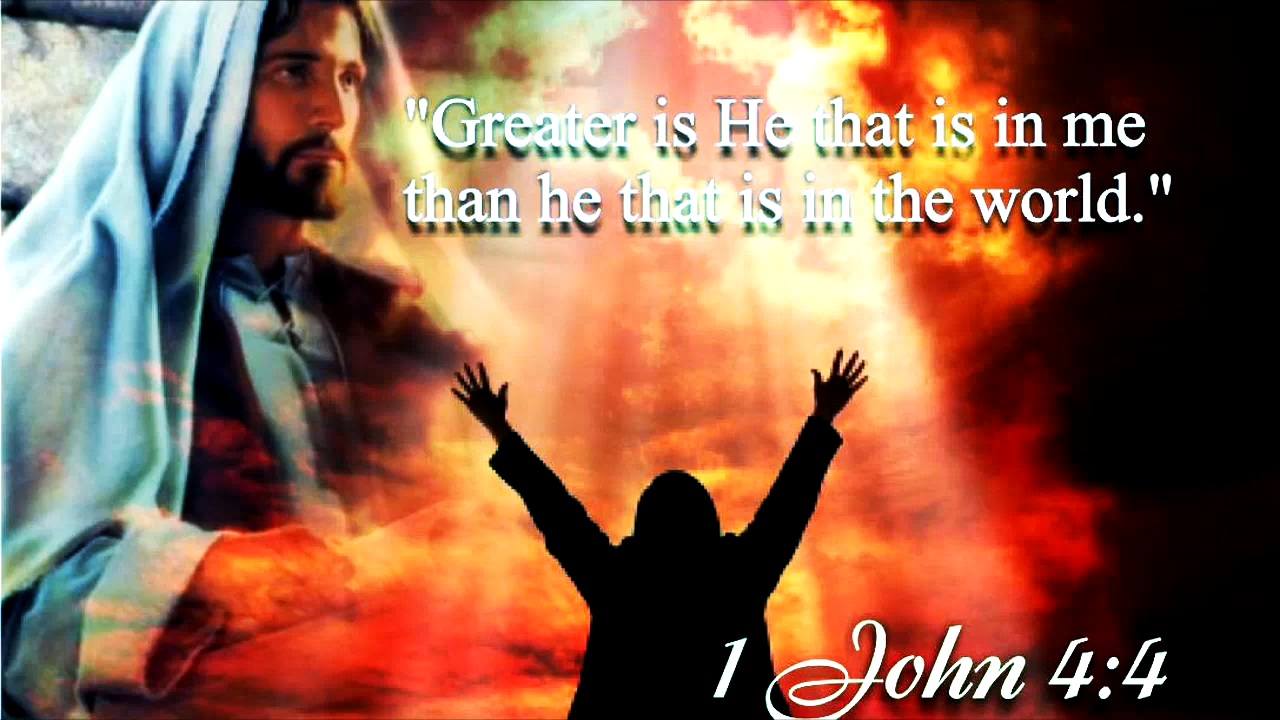 "Greater is He that is in me
than he that is in the world."
1 John 4:4